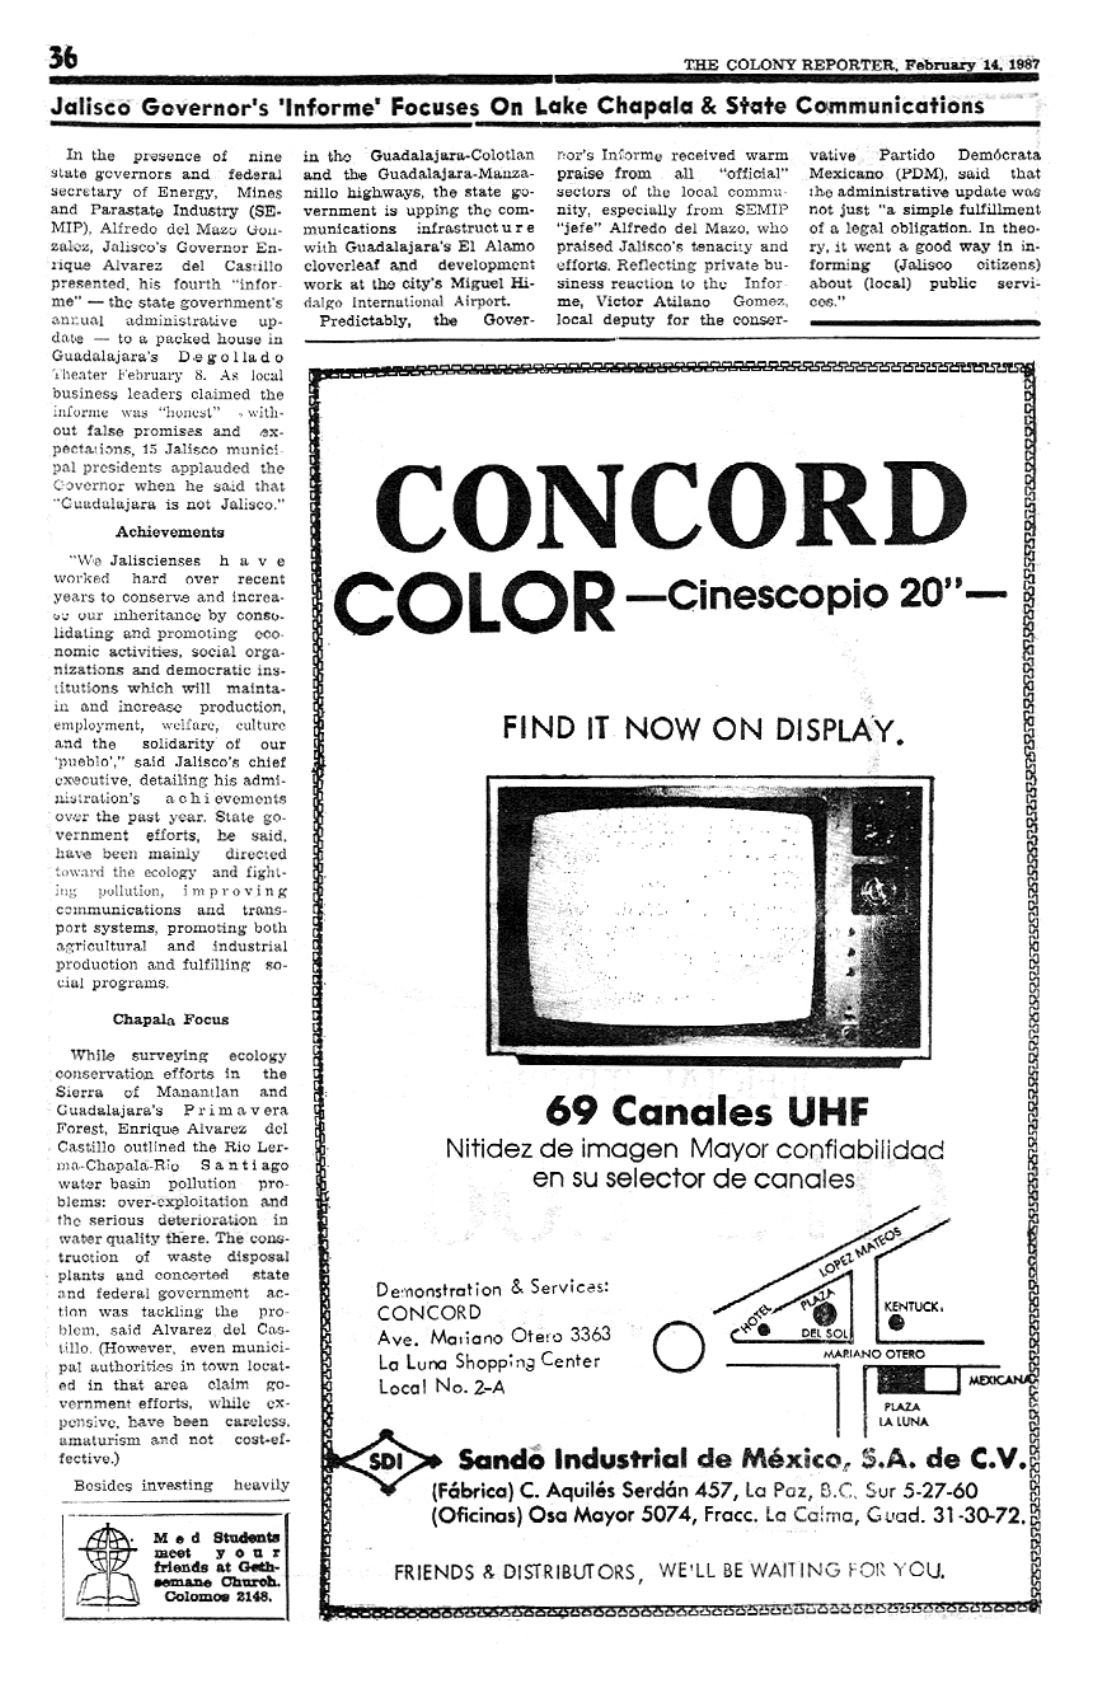 36
THE COLONY REPORTER, February 14, 1987
Jalisco Governor's 'Informe' Focuses On Lake Chapala & State Communications
In the presence of nine
state governors and federal
secretary of Energy, Mines
and Parastate Industry (SE-
MIP), Alfredo del Mazo Gon-
zalez, Jalisco's Governor En-
rique Alvarez del Castillo
presented, his fourth "infor-
me" — the state government's
annual administrative up-
date — to a packed house in
Guadalajara's Degollado
Theater February 8. As local
business leaders claimed the
informe was "honest" , with-
out false promises and ex-
pectations, 15 Jalisco munici-
pal presidents applauded the
Governor when he said that
"Guadalajara is not Jalisco."
Achievements
"We Jaliscienses have
worked hard over recent
years to conserve and increa-
se our inheritance by conso-
lidating and promoting eco-
nomic activities, social orga-
nizations and democratic ins-
titutions which will mainta-
in and increase production,
employment, welfare, culture
and the solidarity of our
'pueblo'," said Jalisco's chief
executive, detailing his admi-
nistration's achievements
over the past year. State go-
vernment efforts, he said,
have been mainly directed
toward the ecology and fight-
ing pollution, improving
communications and trans-
port systems, promoting both
agricultural and industrial
production and fulfilling so-
cial programs.
Chapala Focus
While surveying ecology
conservation efforts in the
Sierra of Manantlan and
Guadalajara's Primavera
Forest, Enrique Alvarez del
Castillo outlined the Rio Ler-
ma-Chapala-Rio Santiago
water basin pollution pro-
blems: over-exploitation and
the serious deterioration in
water quality there. The cons-
truction of waste disposal
plants and concerted state
and federal government ac-
tion was tackling the pro-
blem, said Alvarez del Cas-
tillo. (However, even munici-
pal authorities in town locat-
ed in that area claim go-
vernment efforts, while ex-
pensive, have been careless,
amaturism and not cost-ef-
fective.)
Besides investing heavily
in the Guadalajara-Colotlan
and the Guadalajara-Manza-
nillo highways, the state go-
vernment is upping the com-
munications infrastructure
with Guadalajara's El Alamo
cloverleaf and development
work at the city's Miguel Hi-
dalgo International Airport.
Predictably, the Gover-
nor's Informe received warm
praise from all "official"
sectors of the local commu-
nity, especially from SEMIP
"jefe" Alfredo del Mazo, who
praised Jalisco's tenacity and
efforts. Reflecting private bu-
siness reaction to the Infor-
me, Victor Atilano Gomez,
local deputy for the conser-
vative Partido Demócrata
Mexicano (PDM), said that
the administrative update was
not just "a simple fulfillment
of a legal obligation. In theo-
ry, it went a good way in in-
forming (Jalisco citizens)
about (local) public servi-
ces."
Med Students
meet your
friends at Geth-
semane Church.
Colomos 2148.
CONCORD
COLOR —Cinescopio 20"—
FIND IT NOW ON DISPLAY.
69 Canales UHF
Nitidez de imagen Mayor confiabilidad
en su selector de canales
Demonstration & Services:
CONCORD
Ave. Mariano Otero 3363
La Luna Shopping Center
Local No. 2-A
LOPEZ MATEOS
HOTEL
PLAZA
DEL SOL
KENTUCK.
MARIANO OTERO
MEXICANA
PLAZA
LA LUNA
SDI
Sando Industrial de México, S.A. de C.V.
(Fábrica) C. Aquilés Serdán 457, La Paz, B.C. Sur 5-27-60
(Oficinas) Osa Mayor 5074, Fracc. La Calma, Guad. 31-30-72.
FRIENDS & DISTRIBUTORS, WE'LL BE WAITING FOR YOU.